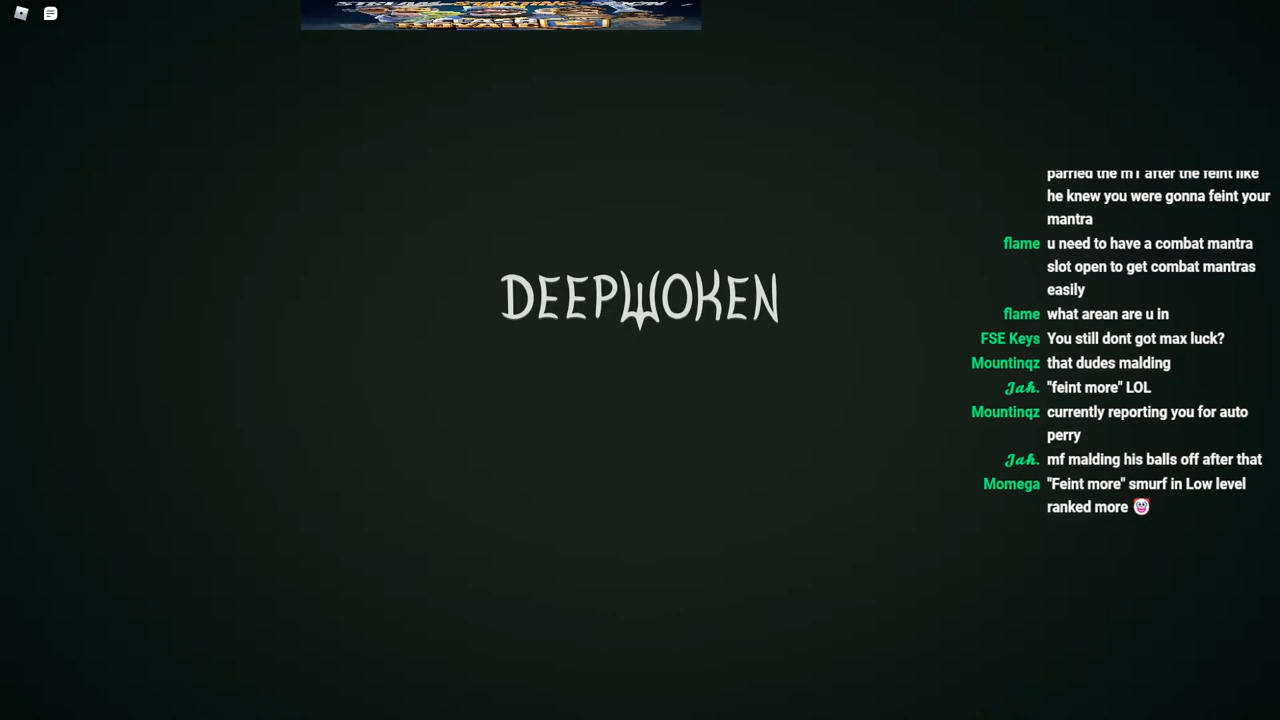 STREAM STARTING SOON
DEEPWOKEN
parried the m1 after the feint like
he knew you were gonna feint your
mantra
flame u need to have a combat mantra
slot open to get combat mantras
easily
flame what arean are u in
FSE Keys You still dont got max luck?
Mountinqz that dudes malding
Jah. "feint more" LOL
Mountinqz currently reporting you for auto
perry
Jah. mf malding his balls off after that
Momega "Feint more" smurf in Low level
ranked more 🤡